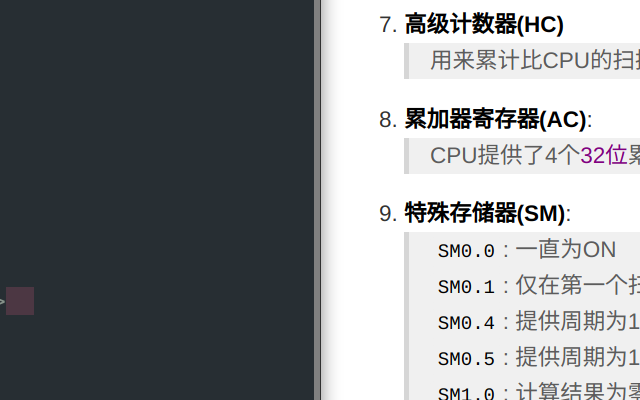 7. 高级计数器(HC)
用来累计比CPU的扫
8. 累加器寄存器(AC):
CPU提供了4个32位累
9. 特殊存储器(SM):
SM0.0 : 一直为ON
SM0.1 : 仅在第一个扫
>
SM0.4 : 提供周期为1
SM0.5 : 提供周期为1
SM1.0 : 计算结果为零